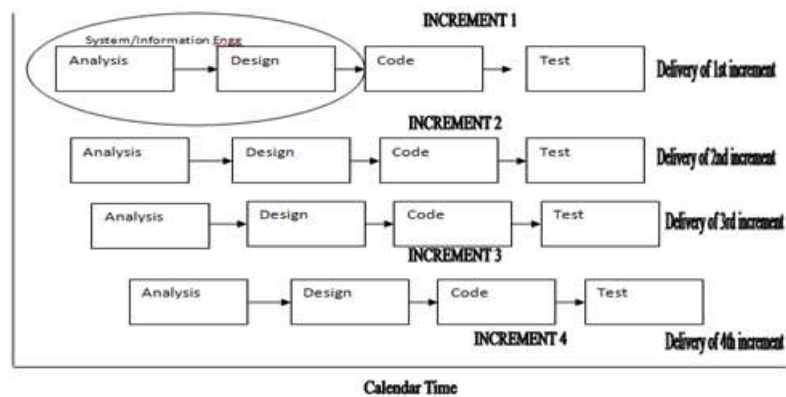 INCREMENT 1
System/Information Engg
Analysis Design Code Test
Delivery of 1st increment
INCREMENT 2
Analysis Design Code Test
Delivery of 2nd increment
Analysis Design Code Test
Delivery of 3rd increment
INCREMENT 3
Analysis Design Code Test
INCREMENT 4
Delivery of 4th increment
Calendar Time